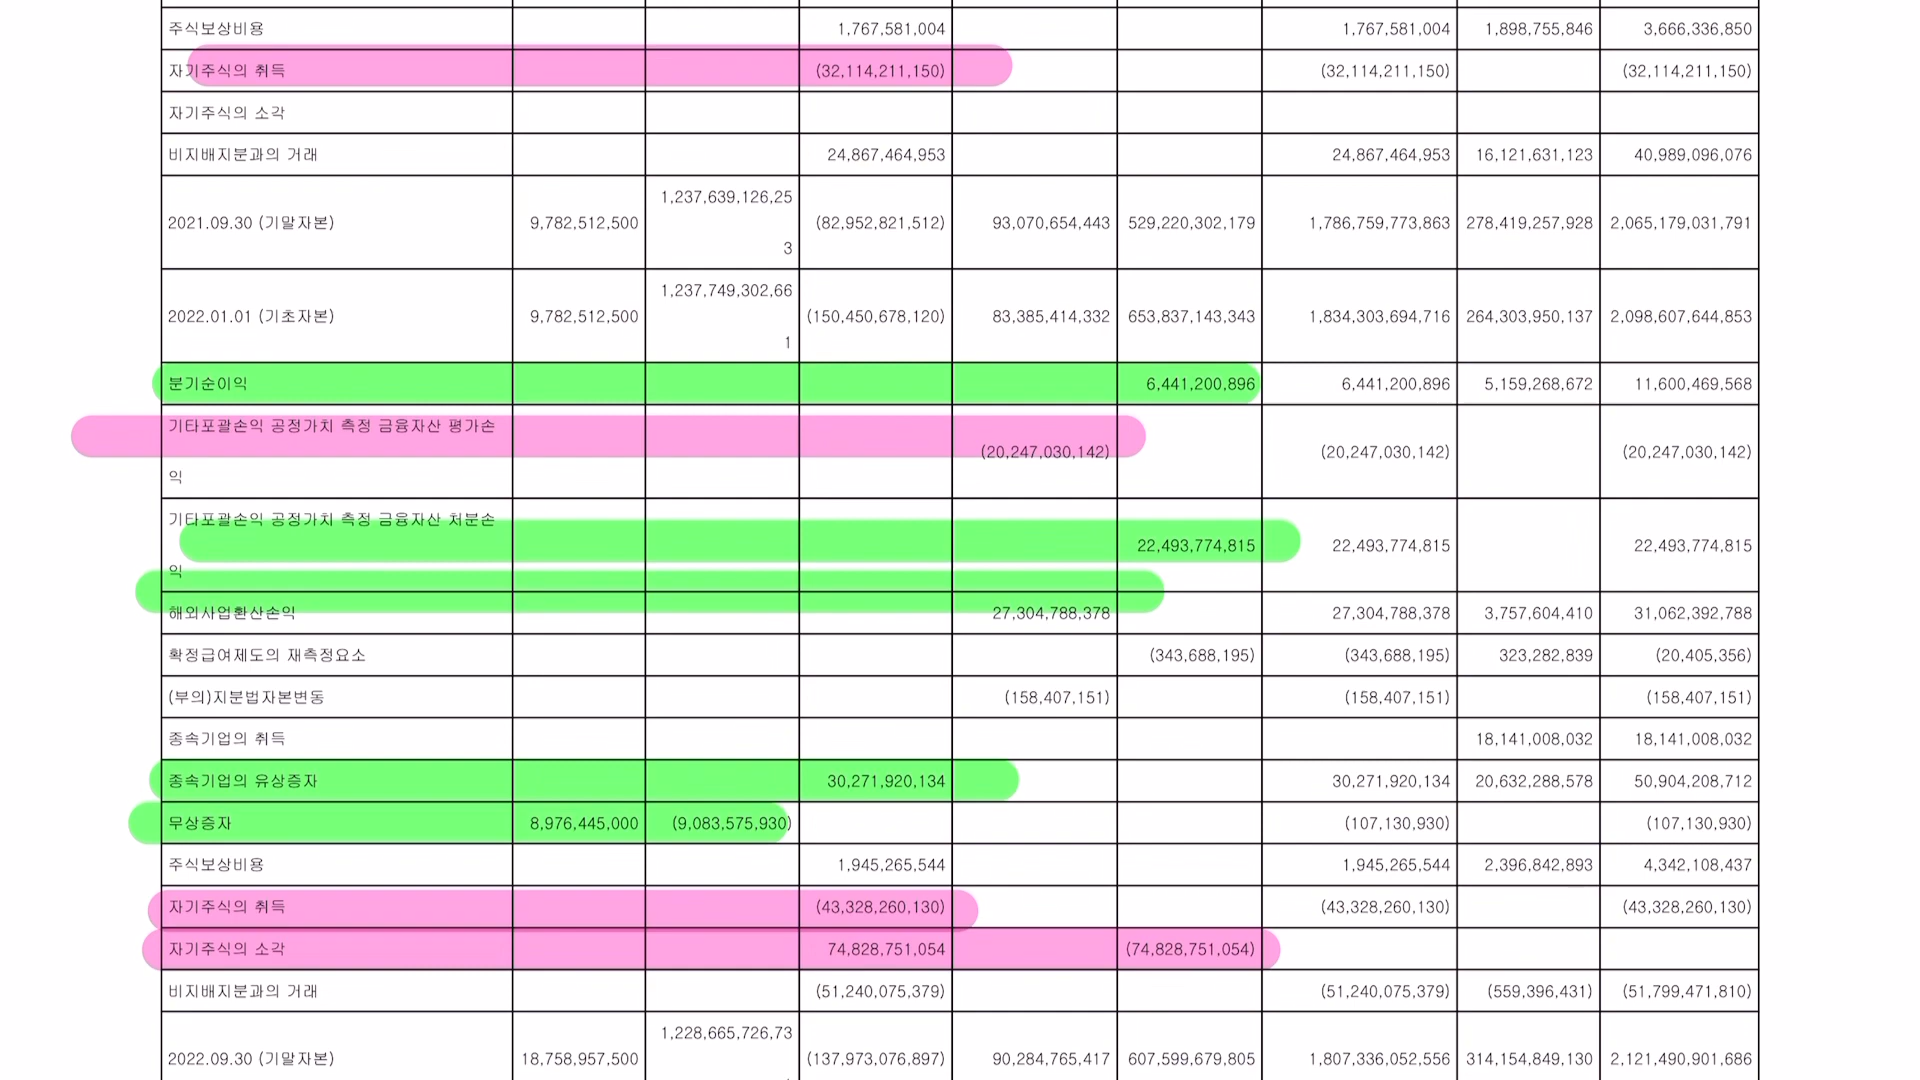 주식보상비용 1,767,581,004 1,767,581,004 1,898,755,846 3,666,336,850
자기주식의 취득 (32,114,211,150) (32,114,211,150) (32,114,211,150)
자기주식의 소각
비지배지분과의 거래 24,867,464,953 24,867,464,953 16,121,631,123 40,989,096,076
1,237,639,126,25
2021.09.30 (기말자본) 9,782,512,500 (82,952,821,512) 93,070,654,443 529,220,302,179 1,786,759,773,863 278,419,257,928 2,065,179,031,791
3
1,237,749,302,66
2022.01.01 (기초자본) 9,782,512,500 (150,450,678,120) 83,385,414,332 653,837,143,343 1,834,303,694,716 264,303,950,137 2,098,607,644,853
1
분기순이익 6,441,200,896 6,441,200,896 5,159,268,672 11,600,469,568
기타포괄손익 공정가치 측정 금융자산 평가손
(20,247,030,142) (20,247,030,142) (20,247,030,142)
익
기타포괄손익 공정가치 측정 금융자산 처분손
22,493,774,815 22,493,774,815 22,493,774,815
익
해외사업환산손익 27,304,788,378 27,304,788,378 3,757,604,410 31,062,392,788
확정급여제도의 재측정요소 (343,688,195) (343,688,195) 323,282,839 (20,405,356)
(부의)지분법자본변동 (158,407,151) (158,407,151) (158,407,151)
종속기업의 취득 18,141,008,032 18,141,008,032
종속기업의 유상증자 30,271,920,134 30,271,920,134 20,632,288,578 50,904,208,712
무상증자 8,976,445,000 (9,083,575,930) (107,130,930) (107,130,930)
주식보상비용 1,945,265,544 1,945,265,544 2,396,842,893 4,342,108,437
자기주식의 취득 (43,328,260,130) (43,328,260,130) (43,328,260,130)
자기주식의 소각 74,828,751,054 (74,828,751,054)
비지배지분과의 거래 (51,240,075,379) (51,240,075,379) (559,396,431) (51,799,471,810)
1,228,665,726,73
2022.09.30 (기말자본) 18,758,957,500 (137,973,076,897) 90,284,765,417 607,599,679,805 1,807,336,052,556 314,154,849,130 2,121,490,901,686